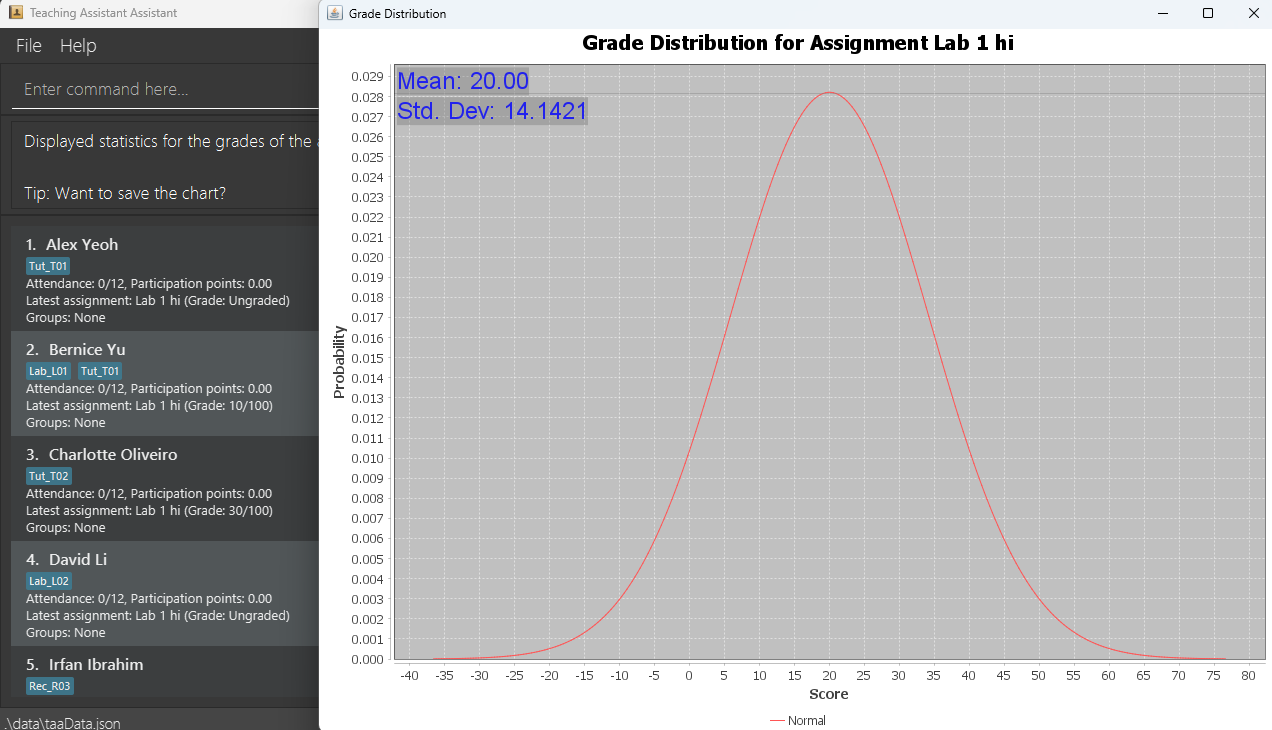 Teaching Assistant Assistant
File Help
Enter command here...
Displayed statistics for the grades of the
Tip: Want to save the chart?
1. Alex Yeoh
Tut_T01
Attendance: 0/12, Participation points: 0.00
Latest assignment: Lab 1 hi (Grade: Ungraded)
Groups: None
2. Bernice Yu
Lab_L01 Tut_T01
Attendance: 0/12, Participation points: 0.00
Latest assignment: Lab 1 hi (Grade: 10/100)
Groups: None
3. Charlotte Oliveiro
Tut_T02
Attendance: 0/12, Participation points: 0.00
Latest assignment: Lab 1 hi (Grade: 30/100)
Groups: None
4. David Li
Lab_L02
Attendance: 0/12, Participation points: 0.00
Latest assignment: Lab 1 hi (Grade: Ungraded)
Groups: None
5. Irfan Ibrahim
Rec_R03
.\data\taaData.json
Grade Distribution
Grade Distribution for Assignment Lab 1 hi
Mean: 20.00
Std. Dev: 14.1421
Probability
0.029
0.028
0.027
0.026
0.025
0.024
0.023
0.022
0.021
0.020
0.019
0.018
0.017
0.016
0.015
0.014
0.013
0.012
0.011
0.010
0.009
0.008
0.007
0.006
0.005
0.004
0.003
0.002
0.001
0.000
-40 -35 -30 -25 -20 -15 -10 -5 0 5 10 15 20 25 30 35 40 45 50 55 60 65 70 75 80
Score
Normal